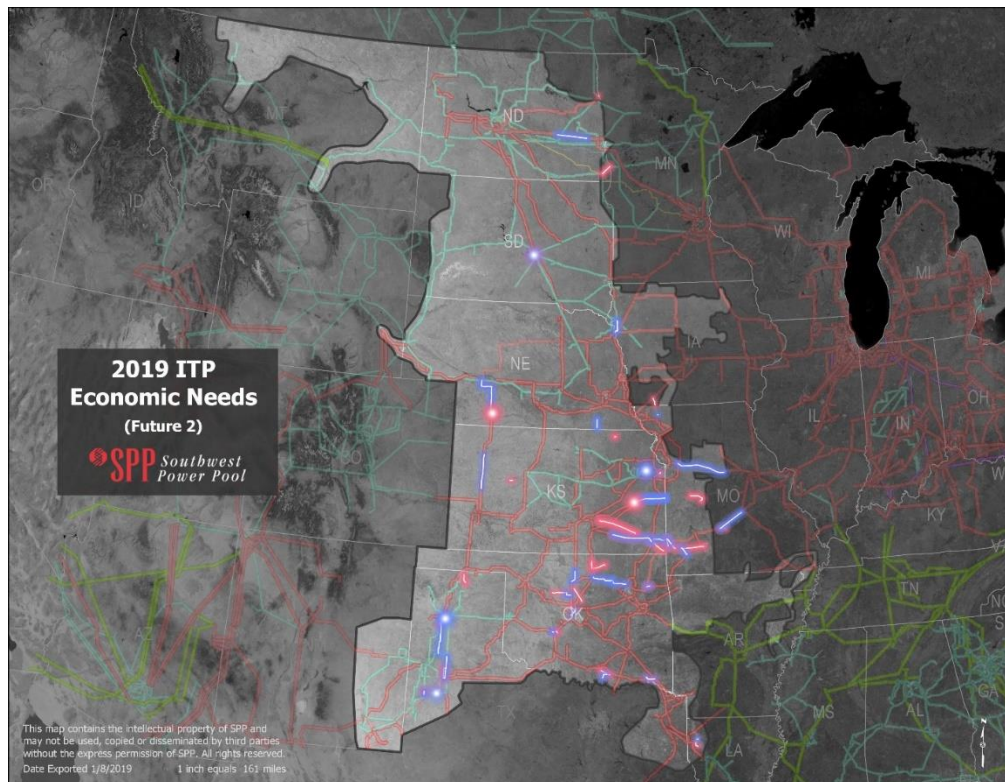 ND
MN
ID
SD
WI
MI
NE
IA
2019 ITP
Economic Needs
(Future 2)
SPP Southwest
Power Pool
IL
IN
OH
CO
KS
MO
KY
OK
TN
AR
MS
AL
GA
LA
This map contains the intellectual property of SPP and
may not be used, copied or disseminated by third parties
without the express permission of SPP. All rights reserved.
Date Exported 1/8/2019 1 inch equals 161 miles